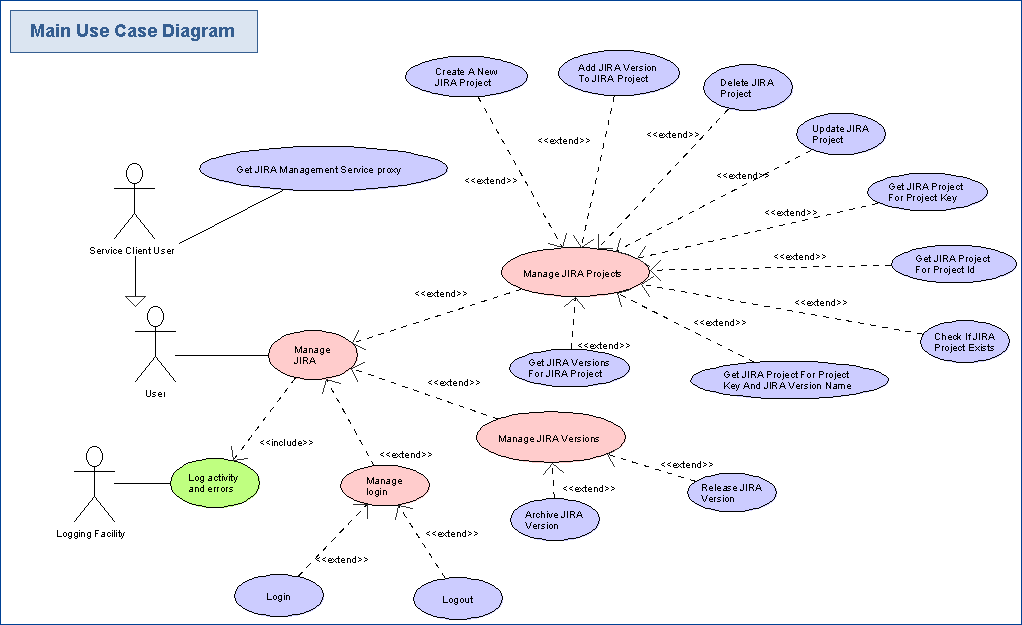 Main Use Case Diagram
Create A New
JIRA Project
Add JIRA Version
To JIRA Project
Delete JIRA
Project
Update JIRA
Project
<<extend>>
<<extend>>
<<extend>>
<<extend>>
Get JIRA Management Service proxy
Get JIRA Project
For Project Key
<<extend>>
Service Client User
Manage JIRA Projects
<<extend>>
Get JIRA Project
For Project Id
<<extend>>
<<extend>>
<<extend>>
Check If JIRA
Project Exists
<<extend>>
Manage
JIRA
Get JIRA Versions
For JIRA Project
Get JIRA Project For Project
Key And JIRA Version Name
User
<<extend>>
<<include>>
<<extend>>
Manage JIRA Versions
<<extend>>
Log activity
and errors
Manage
login
<<extend>>
Release JIRA
Version
Archive JIRA
Version
Logging Facility
<<extend>>
<<extend>>
Login
Logout